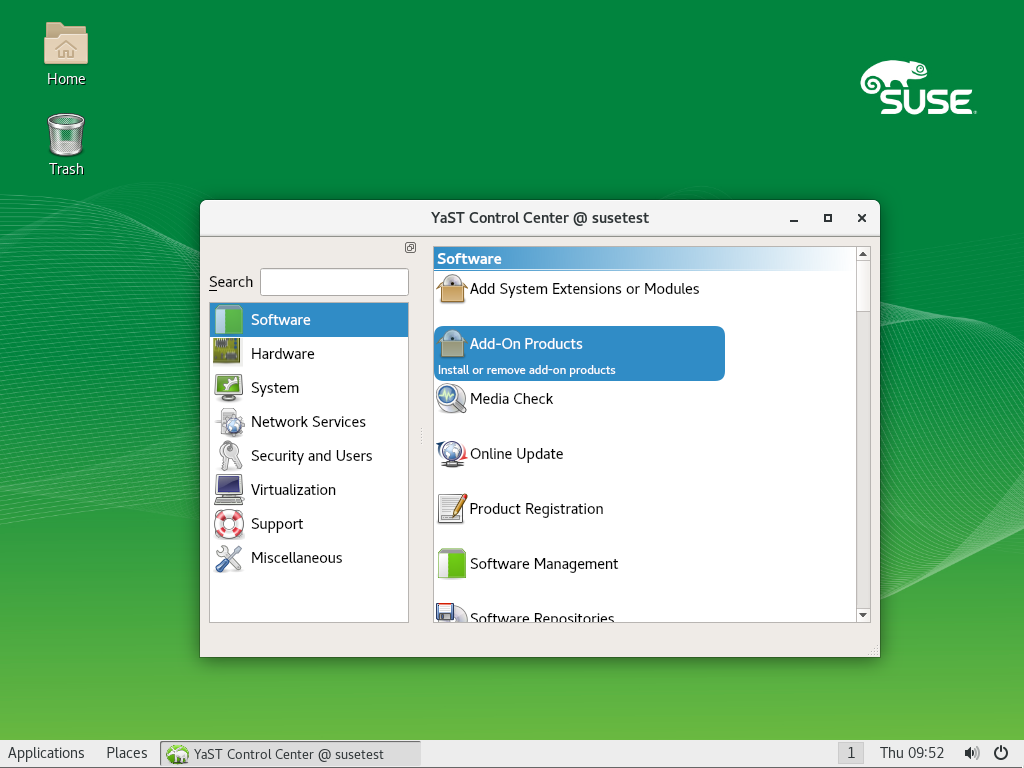 Home
Trash
SUSE
YaST Control Center @ susetest
Search
Software
Hardware
System
Network Services
Security and Users
Virtualization
Support
Miscellaneous
Software
Add System Extensions or Modules
Add-On Products
Install or remove add-on products
Media Check
Online Update
Product Registration
Software Management
Software Repositories
Applications
Places
YaST Control Center @ susetest
1
Thu 09:52